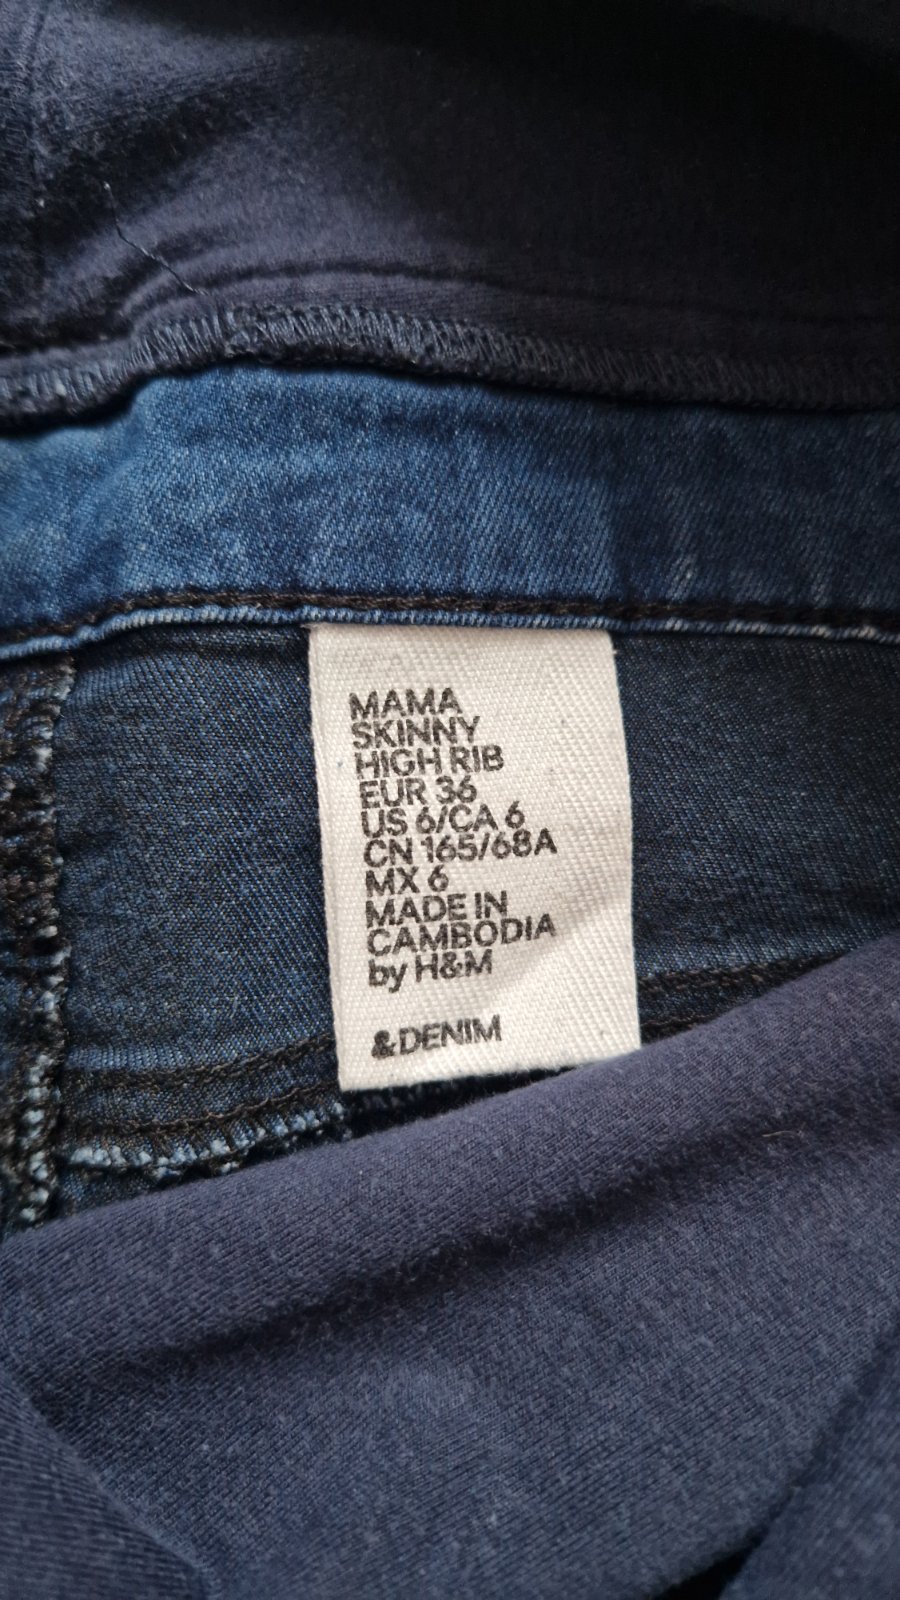 MAMA
SKINNY
HIGH RIB
EUR 36
US 6/CA 6
CN 165/68A
MX 6
MADE IN
CAMBODIA
by H&M
&DENIM